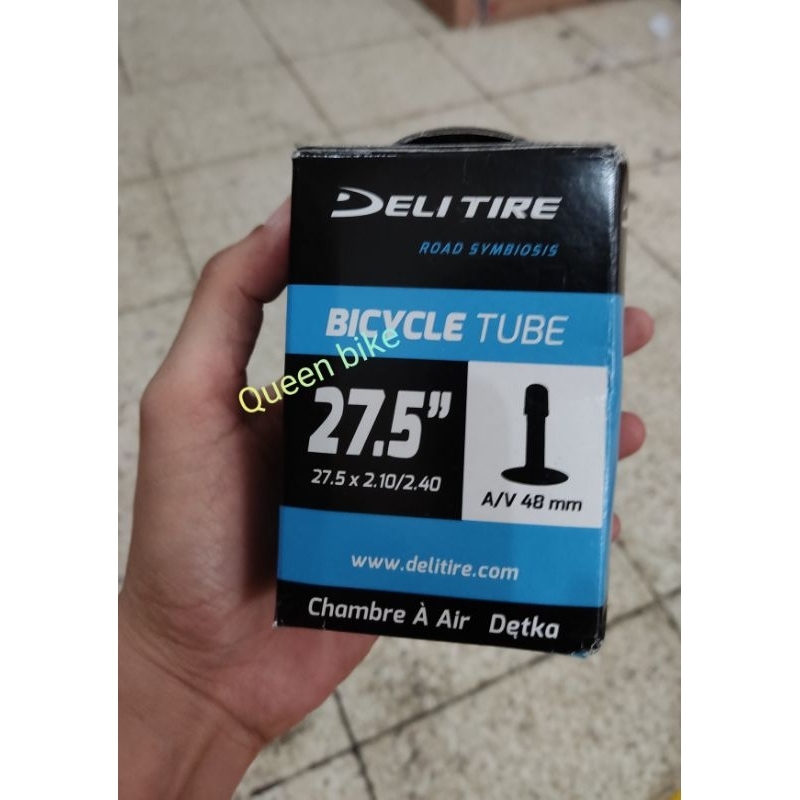 DELI TIRE
ROAD SYMBIOSIS
BICYCLE TUBE
Queen bike
27.5”
27.5 x 2.10/2.40
A/V 48 mm
www.delitire.com
Chambre À Air Dętka